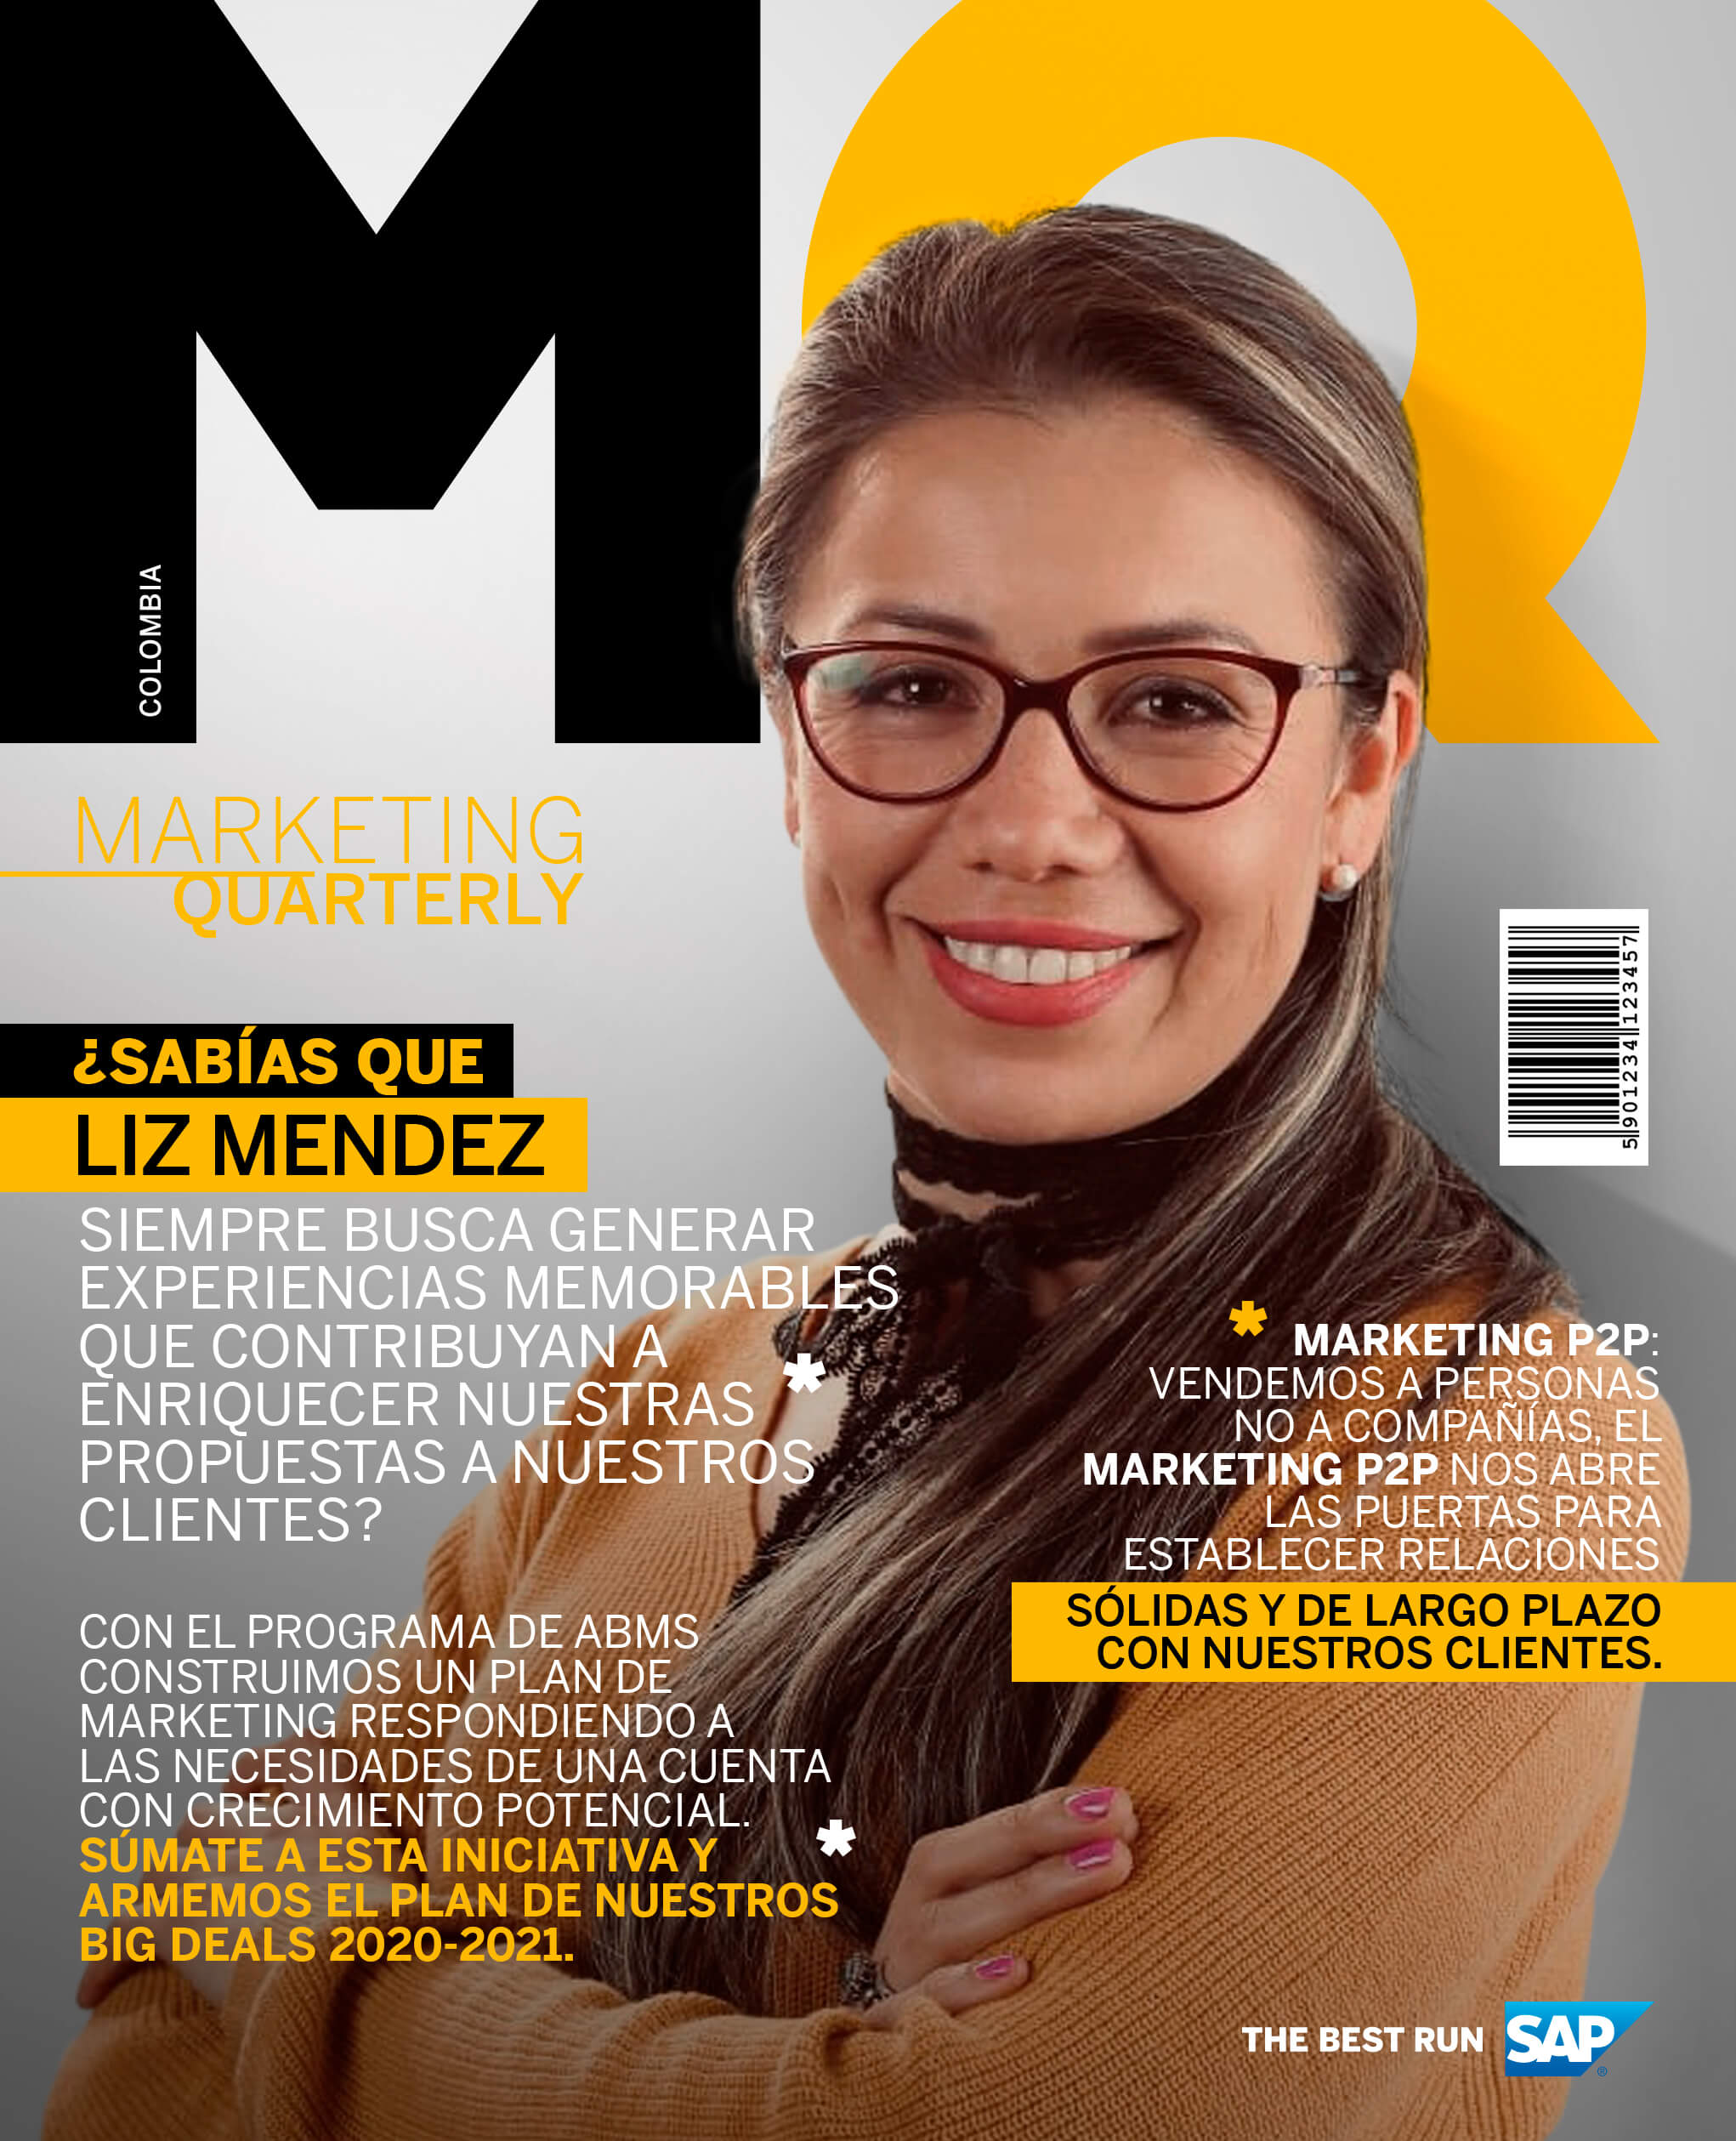 MQ
COLOMBIA
MARKETING
QUARTERLY
¿SABÍAS QUE
LIZ MENDEZ
SIEMPRE BUSCA GENERAR
EXPERIENCIAS MEMORABLES
QUE CONTRIBUYAN A
ENRIQUECER NUESTRAS *
PROPUESTAS A NUESTROS
CLIENTES?
CON EL PROGRAMA DE ABMS
CONSTRUIMOS UN PLAN DE
MARKETING RESPONDIENDO A
LAS NECESIDADES DE UNA CUENTA
CON CRECIMIENTO POTENCIAL.
SÚMATE A ESTA INICIATIVA Y *
ARMEMOS EL PLAN DE NUESTROS
BIG DEALS 2020-2021.
5 901234 123457
* MARKETING P2P:
VENDEMOS A PERSONAS
NO A COMPAÑÍAS, EL
MARKETING P2P NOS ABRE
LAS PUERTAS PARA
ESTABLECER RELACIONES
SÓLIDAS Y DE LARGO PLAZO
CON NUESTROS CLIENTES.
THE BEST RUN SAP®